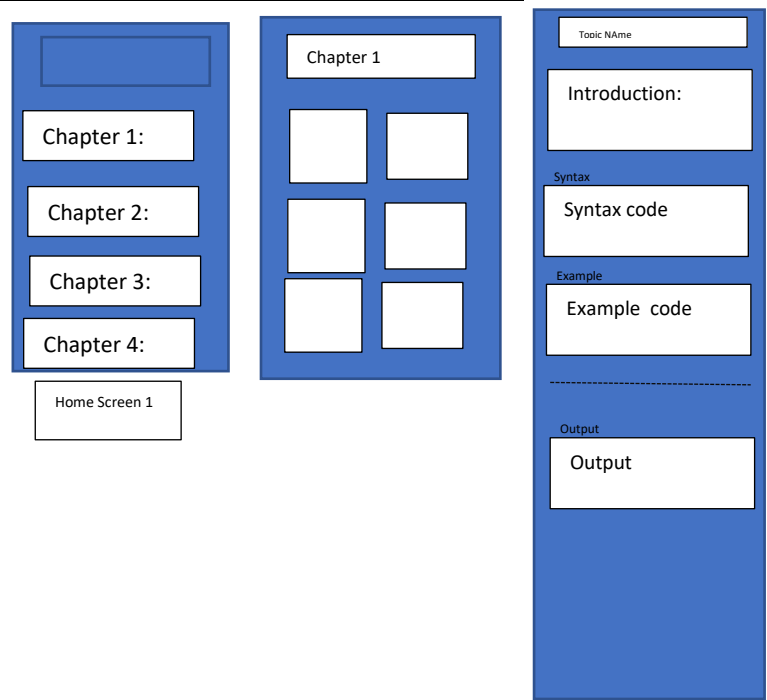 Chapter 1:
Chapter 2:
Chapter 3:
Chapter 4:
Home Screen 1
Chapter 1
Topic NAme
Introduction:
Syntax
Syntax code
Example
Example code
Output
Output